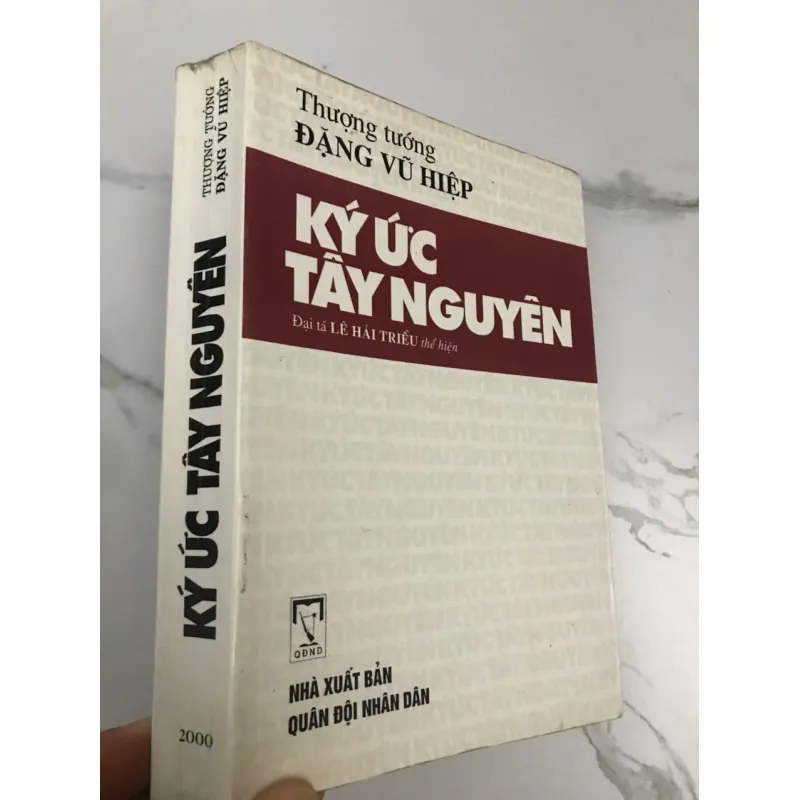 THƯỢNG TƯỚNG
ĐẶNG VŨ HIỆP
KÝ ỨC TÂY NGUYÊN
2000
Thượng tướng
ĐẶNG VŨ HIỆP
KÝ ỨC
TÂY NGUYÊN
Đại tá LÊ HẢI TRIỀU thể hiện
QĐND
NHÀ XUẤT BẢN
QUÂN ĐỘI NHÂN DÂN